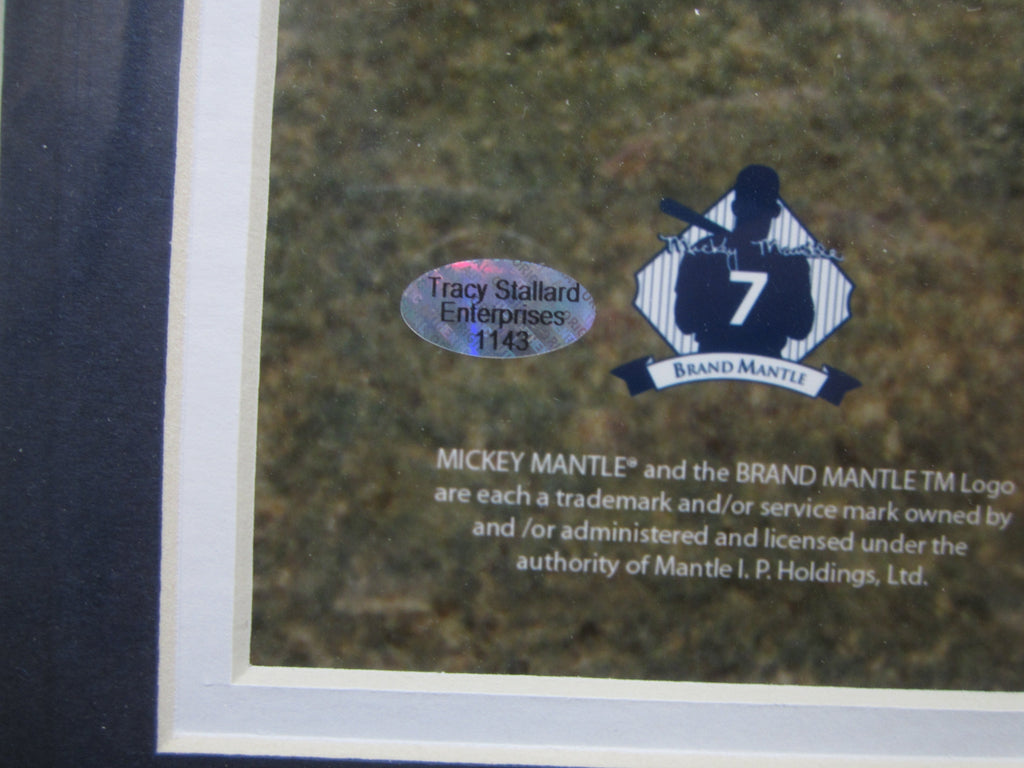 Tracy Stallard
Enterprises
1143
Mickey Mantle
7
BRAND MANTLE
MICKEY MANTLE® and the BRAND MANTLE TM Logo
are each a trademark and/or service mark owned by
and /or administered and licensed under the
authority of Mantle I. P. Holdings, Ltd.